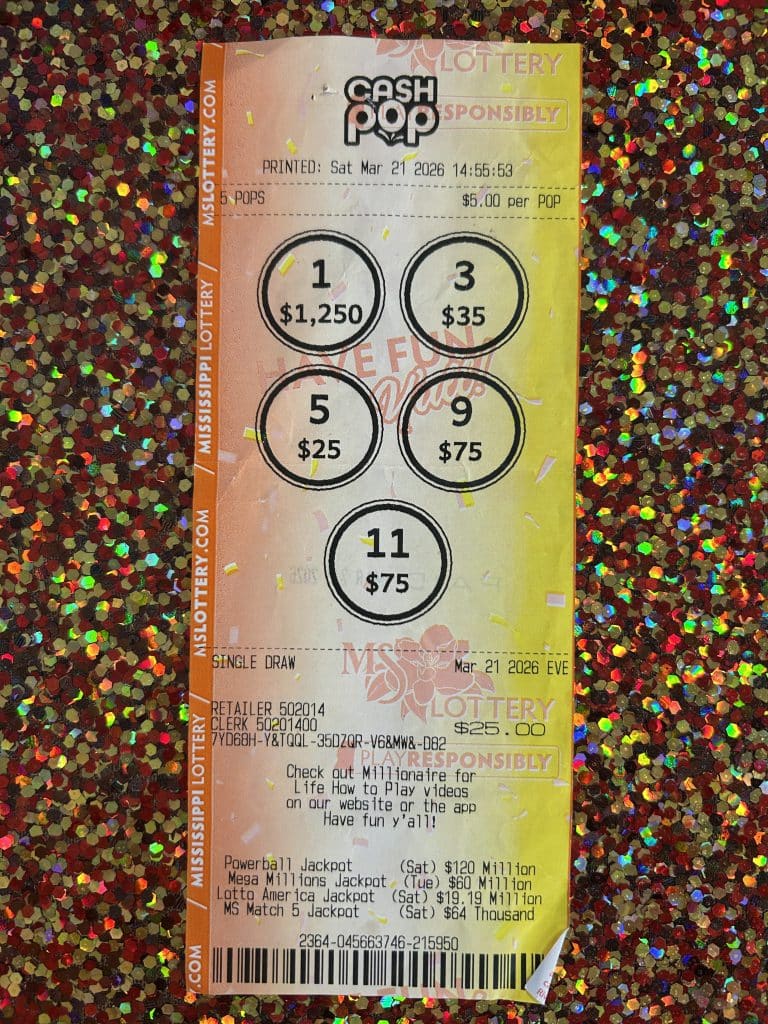 LOTTERY
CASH
POP
RESPONSIBLY
PRINTED: Sat Mar 21 2026 14:55:53
5 POPS $5.00 per POP
1 3
$1,250 $35
HAVE FUN
Y'all!
5 9
$25 $75
11
$75
SINGLE DRAW Mar 21 2026 EVE
MS
LOTTERY
RETAILER 502014
CLERK 50201400 $25.00
7YD68H-Y&TQQL-35DZQR-V6&MW&-D82
PLAYRESPONSIBLY
Check out Millionaire for
Life How to Play videos
on our website or the app
Have fun y'all!
Powerball Jackpot (Sat) $120 Million
Mega Millions Jackpot (Tue) $60 Million
Lotto America Jackpot (Sat) $19.19 Million
MS Match 5 Jackpot (Sat) $64 Thousand
2364-045663746-215950
.COM / MISSISSIPPI LOTTERY / MSLOTTERY.COM / MISSISSIPPI LOTTERY / MSLOTTERY.COM